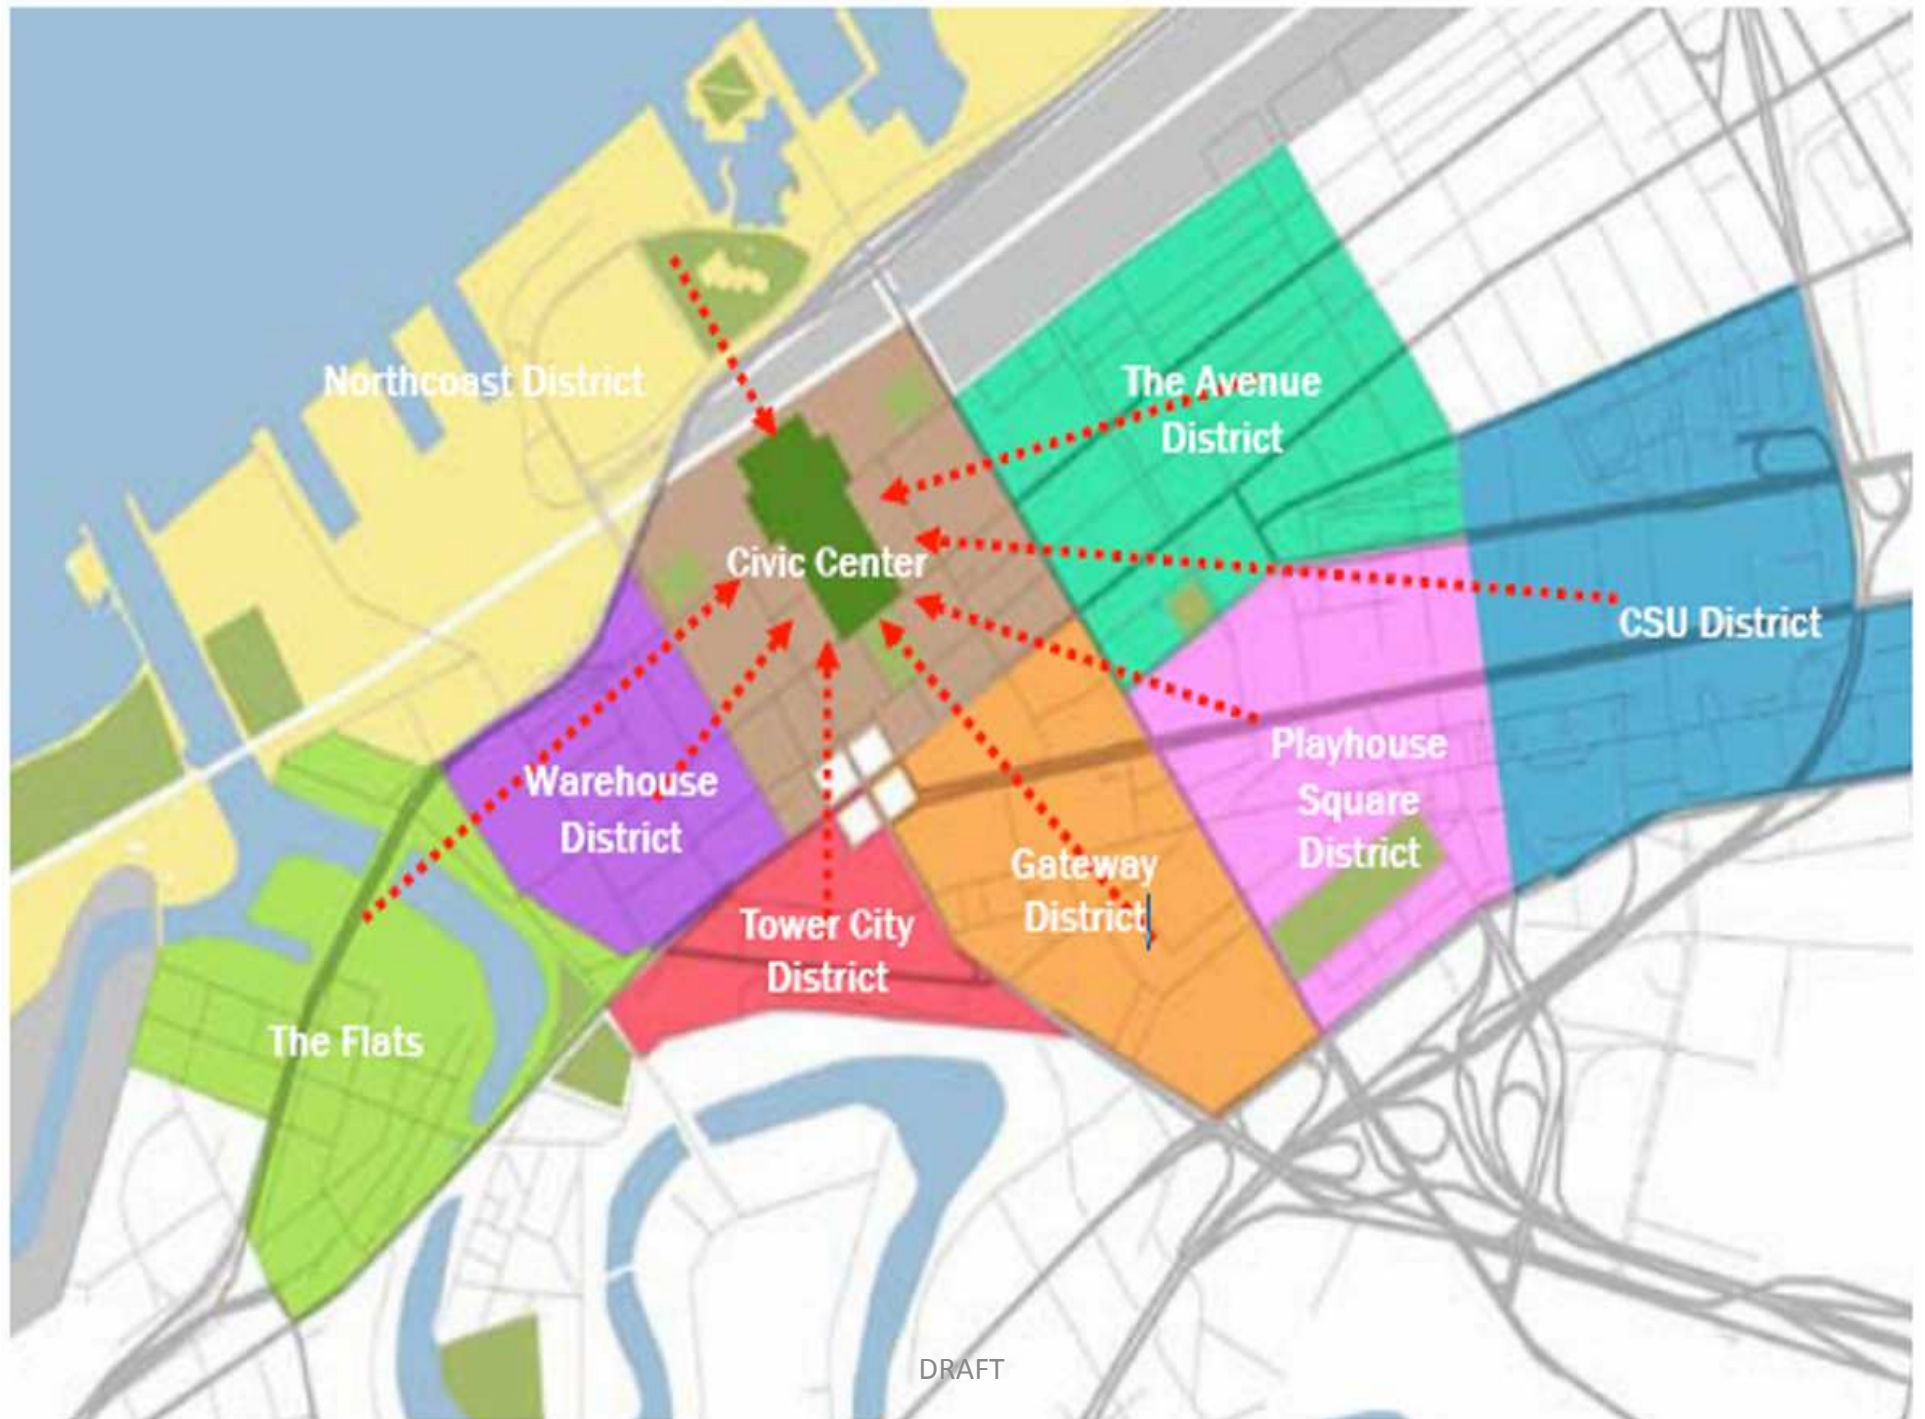 Northcoast District
The Avenue
District
Civic Center
CSU District
Warehouse
District
Playhouse
Square
District
Gateway
District
Tower City
District
The Flats
DRAFT